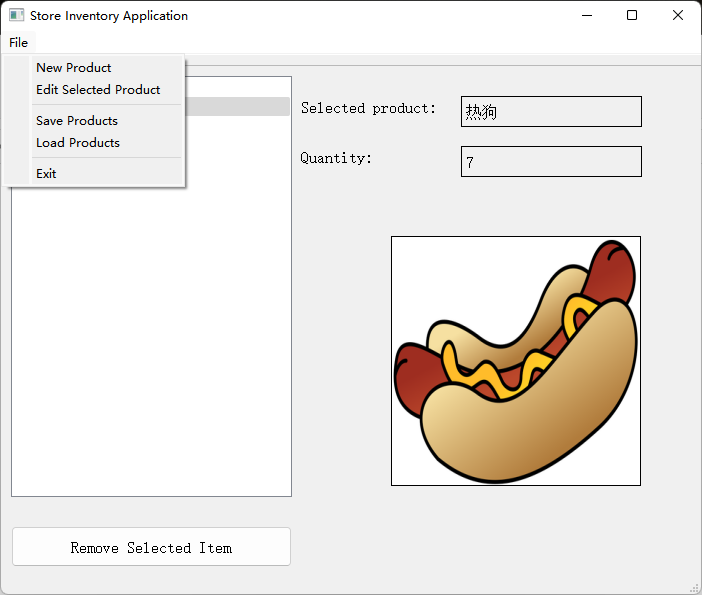 Store Inventory Application
File
New Product
Edit Selected Product
Save Products
Load Products
Exit
Selected product:
热狗
Quantity:
7
Remove Selected Item